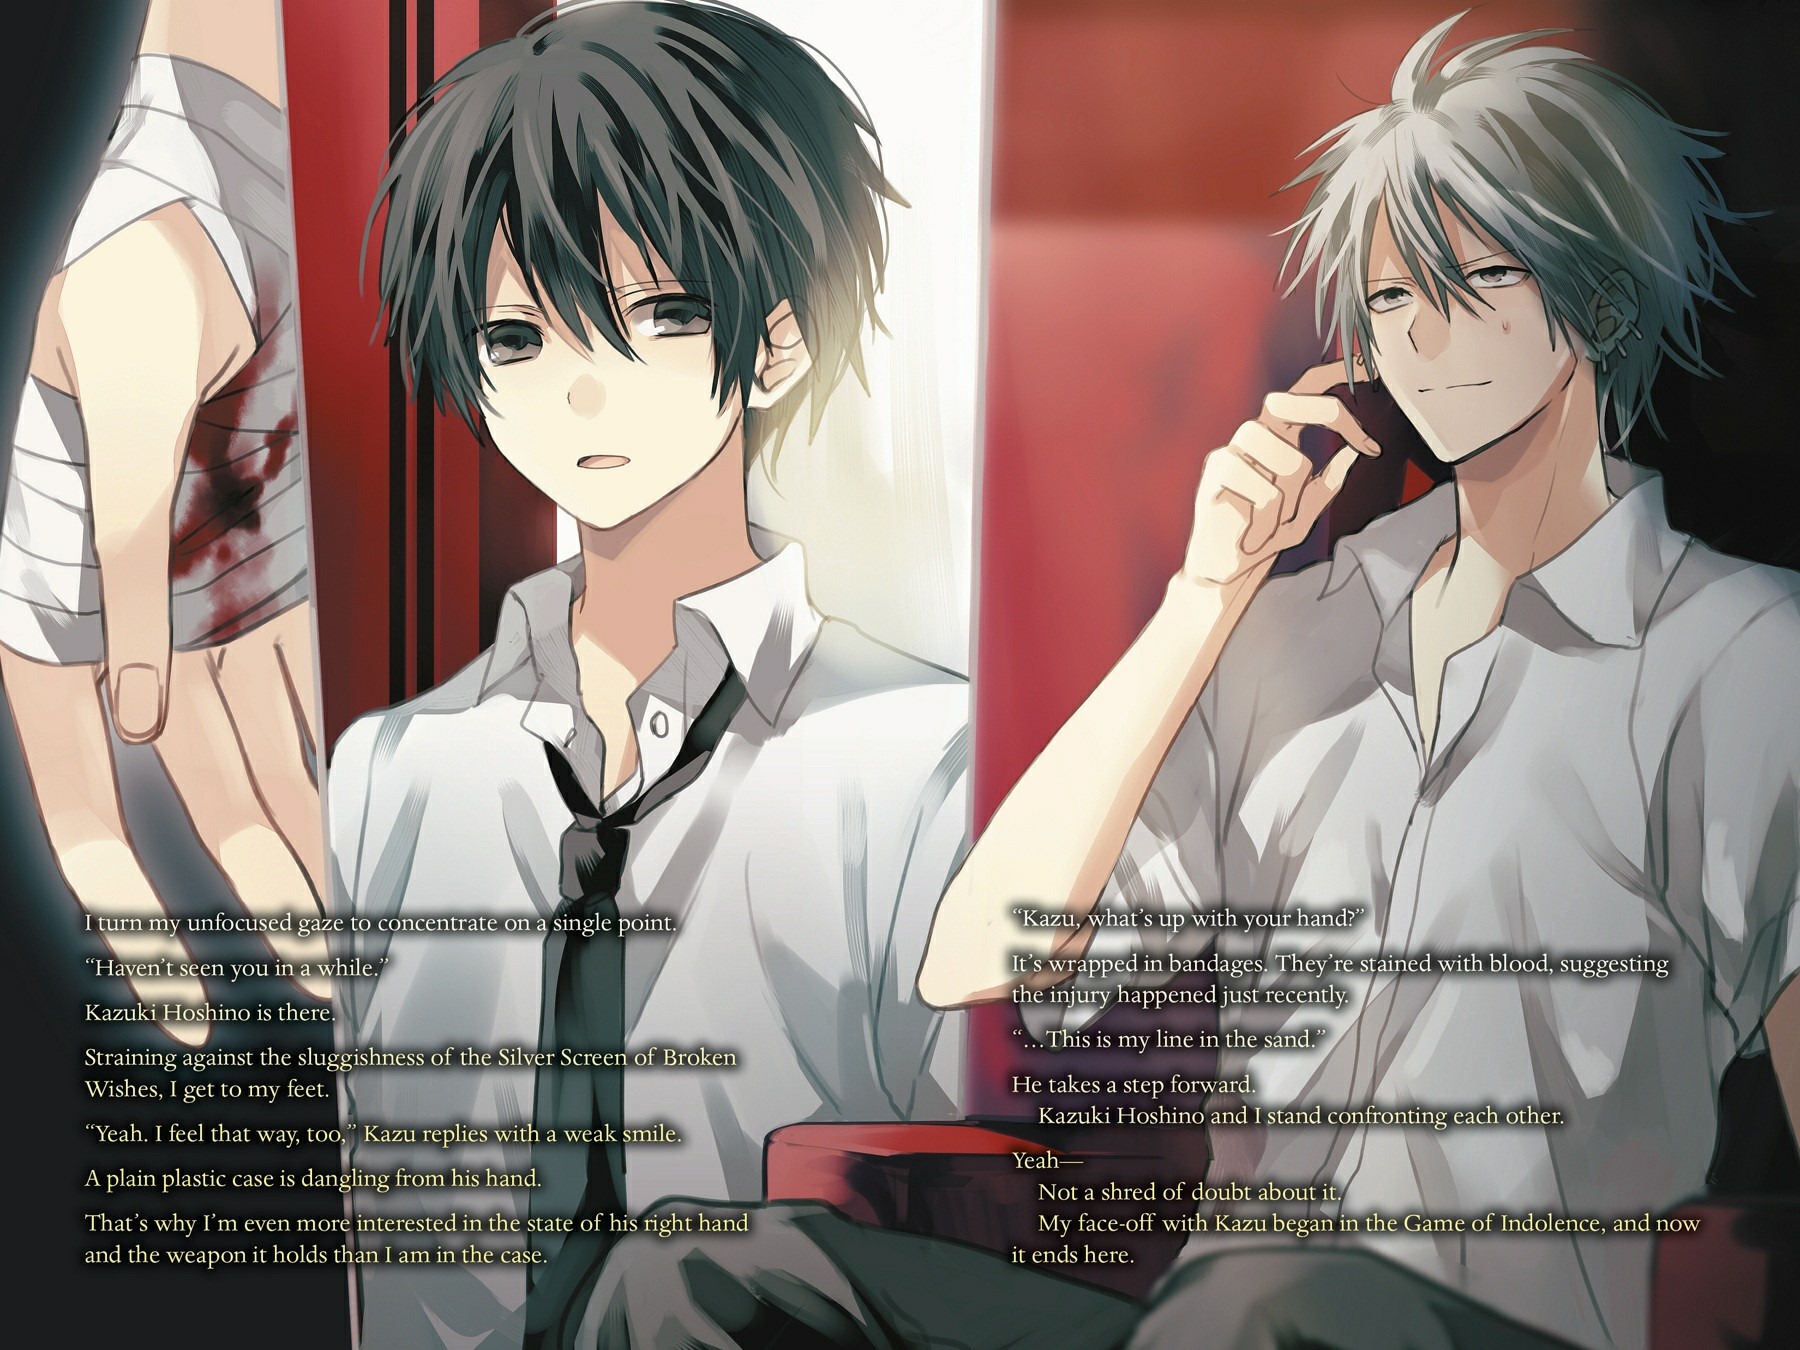 I turn my unfocused gaze to concentrate on a single point.
“Haven’t seen you in a while.”
Kazuki Hoshino is there.
Straining against the sluggishness of the Silver Screen of Broken
Wishes, I get to my feet.
“Yeah. I feel that way, too,” Kazu replies with a weak smile.
A plain plastic case is dangling from his hand.
That’s why I’m even more interested in the state of his right hand
and the weapon it holds than I am in the case.
“Kazu, what’s up with your hand?”
It’s wrapped in bandages. They’re stained with blood, suggesting
the injury happened just recently.
“…This is my line in the sand.”
He takes a step forward.
Kazuki Hoshino and I stand confronting each other.
Yeah—
Not a shred of doubt about it.
My face-off with Kazu began in the Game of Indolence, and now
it ends here.